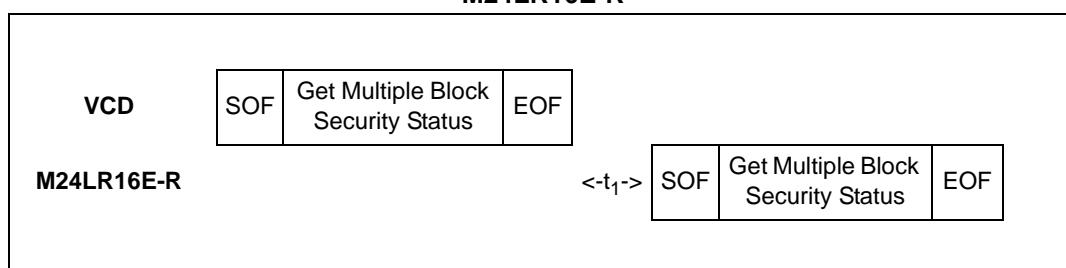 M24LR16E-R
VCD SOF Get Multiple Block Security Status EOF
M24LR16E-R <-t1-> SOF Get Multiple Block Security Status EOF